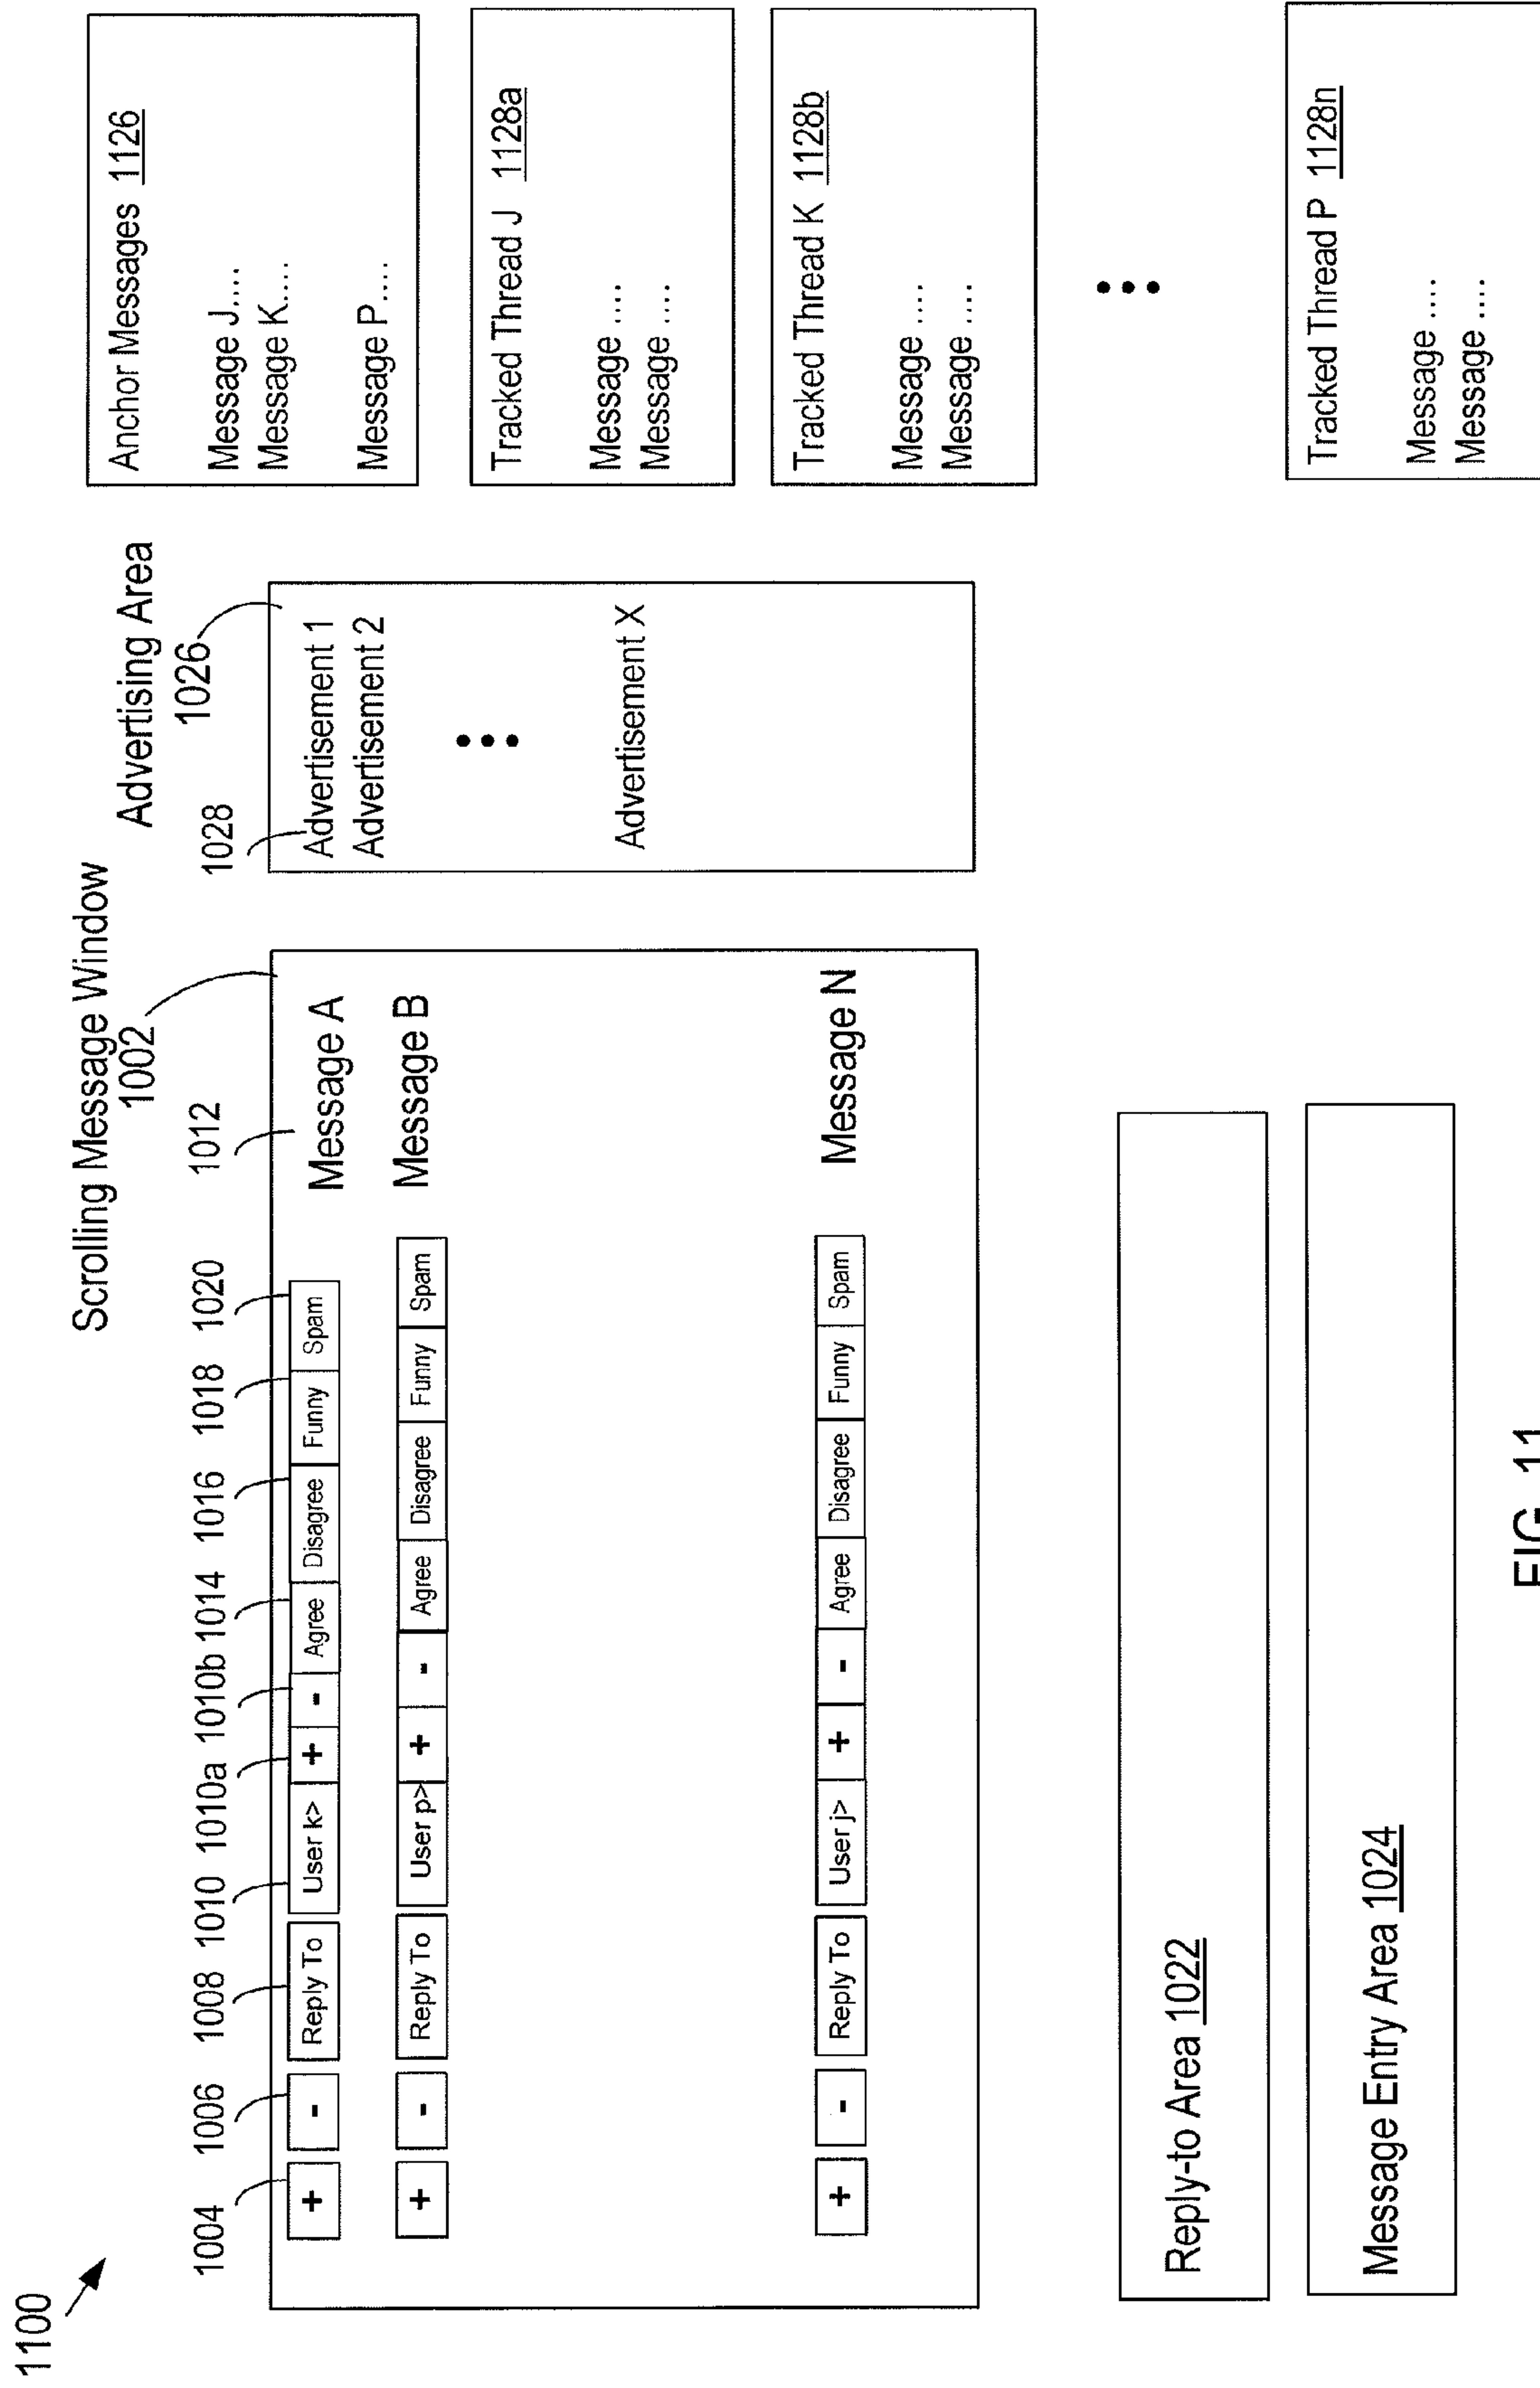 1100
Scrolling Message Window
1002
Advertising Area
1026
1028
1004 1006 1008 1010 1010a 1010b 1014 1016 1018 1020 1012
+ - Reply To User k> + - Agree Disagree Funny Spam Message A
+ - Reply To User p> + - Agree Disagree Funny Spam Message B
+ - Reply To User j> + - Agree Disagree Funny Spam Message N
Advertisement 1
Advertisement 2
Advertisement X
Anchor Messages 1126
Message J....
Message K....
Message P....
Tracked Thread J 1128a
Message ....
Message ....
Tracked Thread K 1128b
Message ....
Message ....
Tracked Thread P 1128n
Message ....
Message ....
Reply-to Area 1022
Message Entry Area 1024
FIG. 11